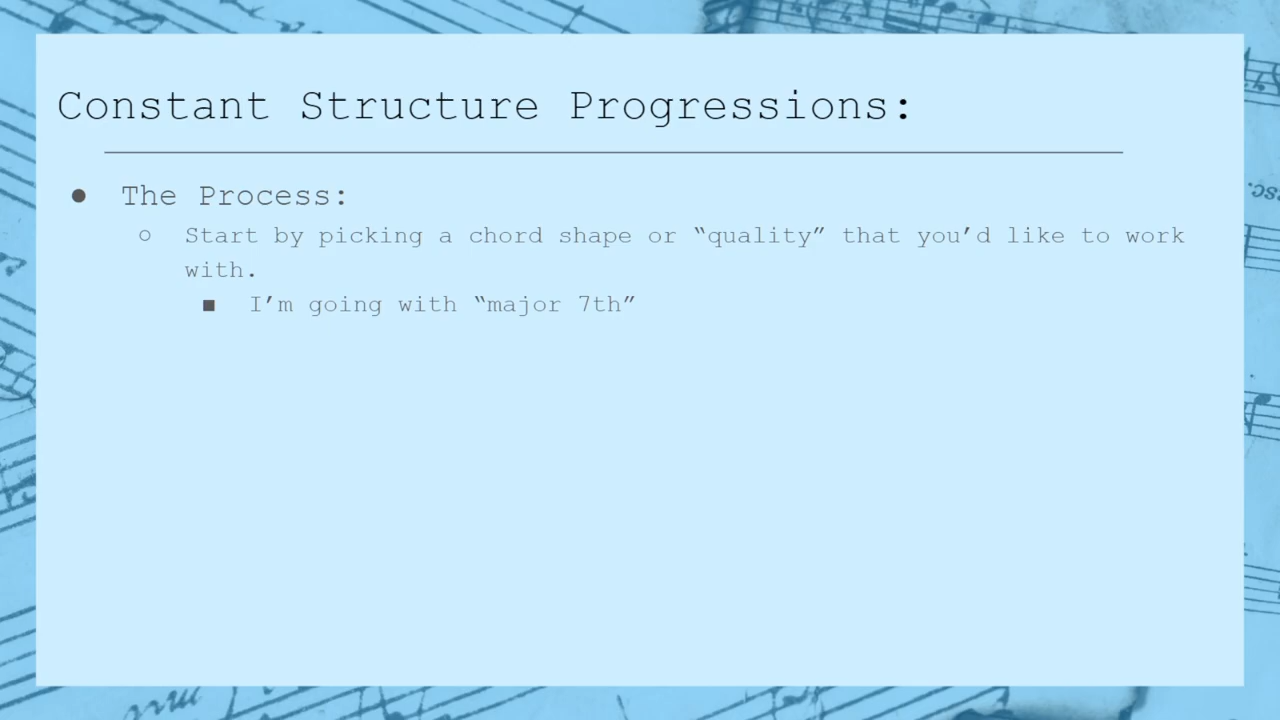 Constant Structure Progressions:
● The Process:
○ Start by picking a chord shape or “quality” that you’d like to work
with.
■ I’m going with “major 7th”